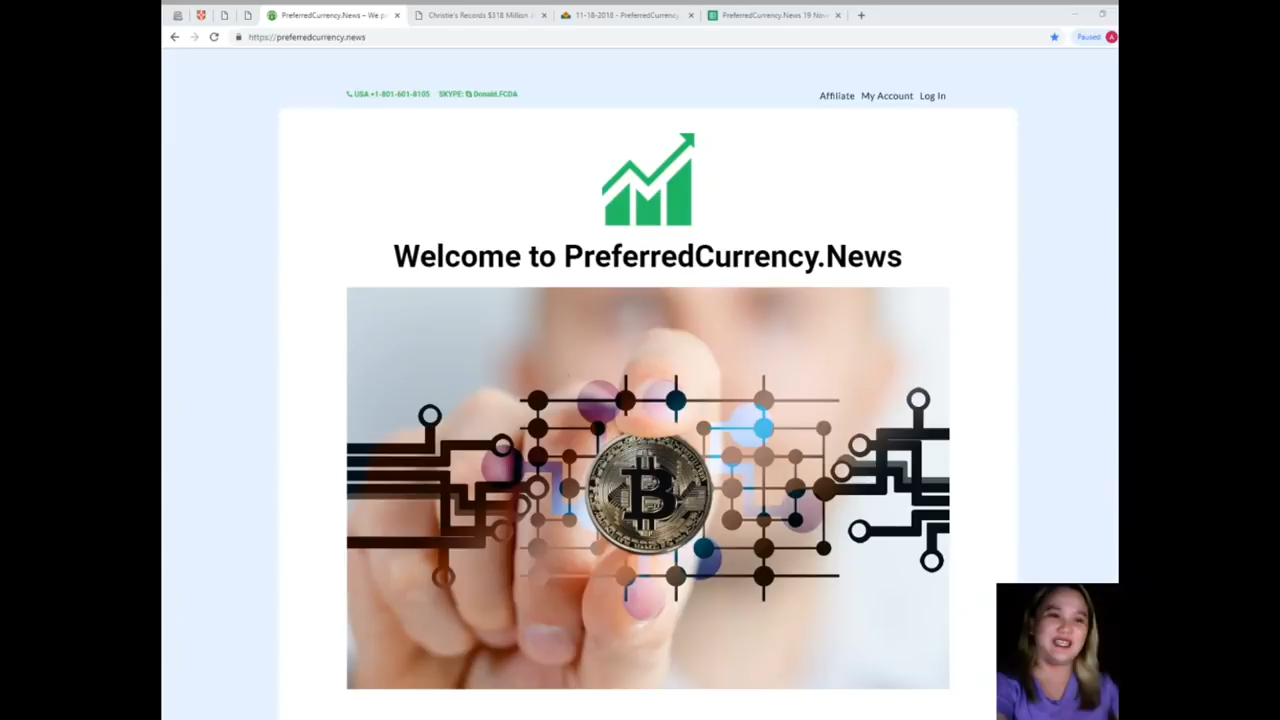 PreferredCurrency.News – We p
Christie's Records $318 Million
11-18-2018 - PreferredCurrency
PreferredCurrency.News 19 Nov
https://preferredcurrency.news
Paused
A
USA +1-801-601-8105 SKYPE: Donald.FCDA
Affiliate My Account Log In
Welcome to PreferredCurrency.News